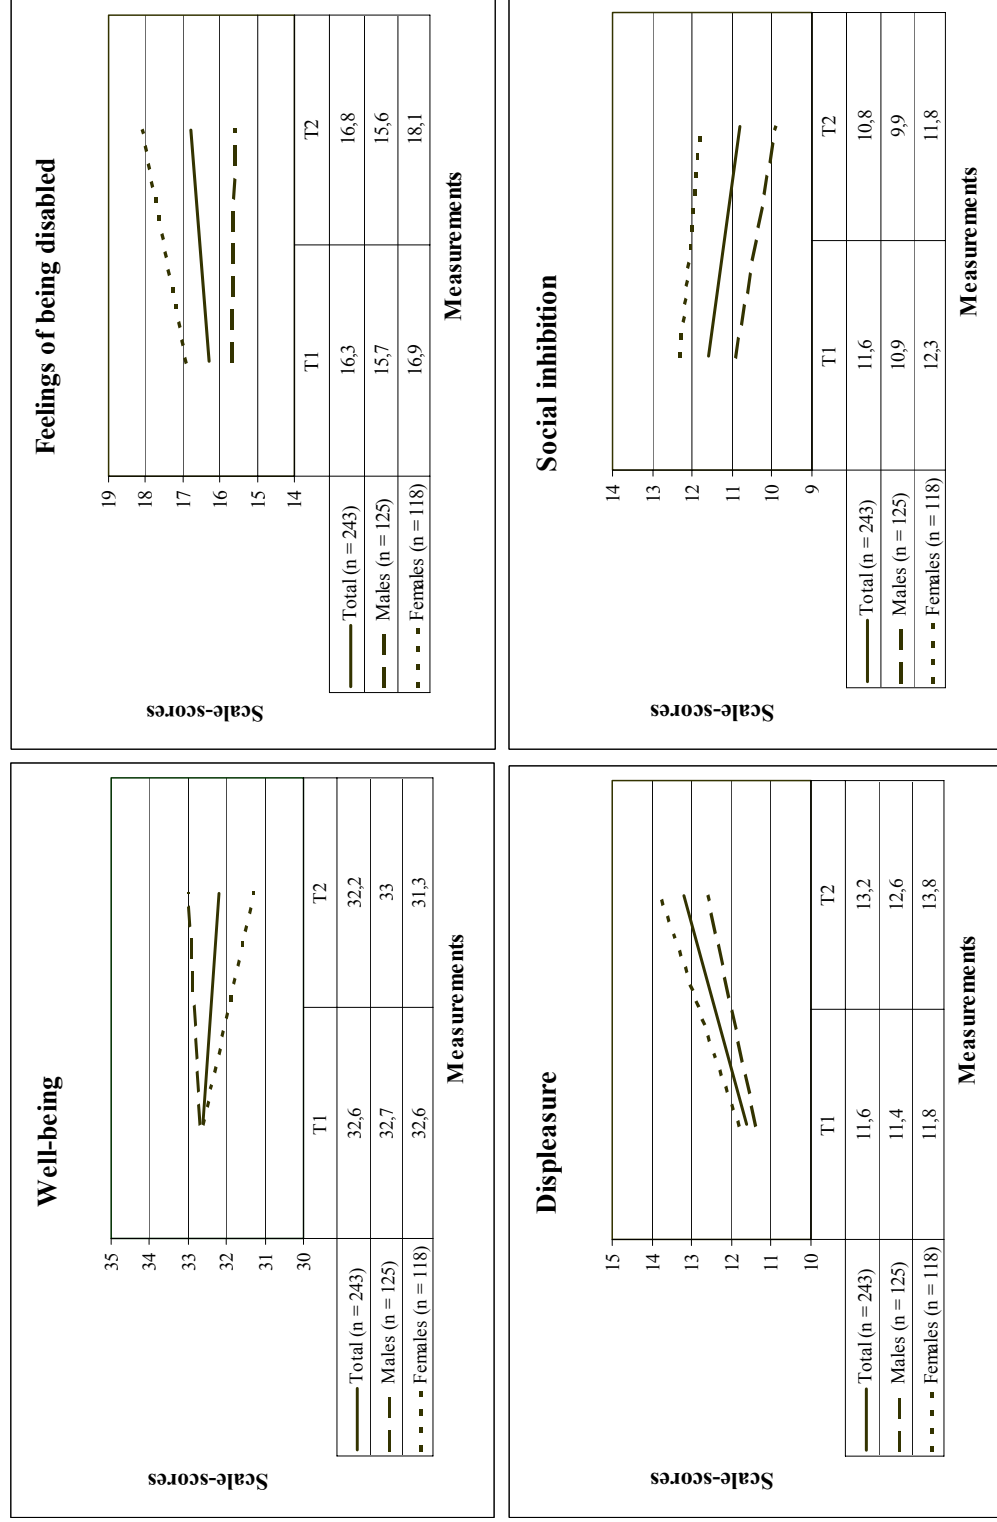 Well-being
Scale-scores
35
34
33
32
31
30
T1 T2
Total (n = 243) 32,6 32,2
Males (n = 125) 32,7 33
Females (n = 118) 32,6 31,3
Measurements
Feelings of being disabled
Scale-scores
19
18
17
16
15
14
T1 T2
Total (n = 243) 16,3 16,8
Males (n = 125) 15,7 15,6
Females (n = 118) 16,9 18,1
Measurements
Displeasure
Scale-scores
15
14
13
12
11
10
T1 T2
Total (n = 243) 11,6 13,2
Males (n = 125) 11,4 12,6
Females (n = 118) 11,8 13,8
Measurements
Social inhibition
Scale-scores
14
13
12
11
10
9
T1 T2
Total (n = 243) 11,6 10,8
Males (n = 125) 10,9 9,9
Females (n = 118) 12,3 11,8
Measurements